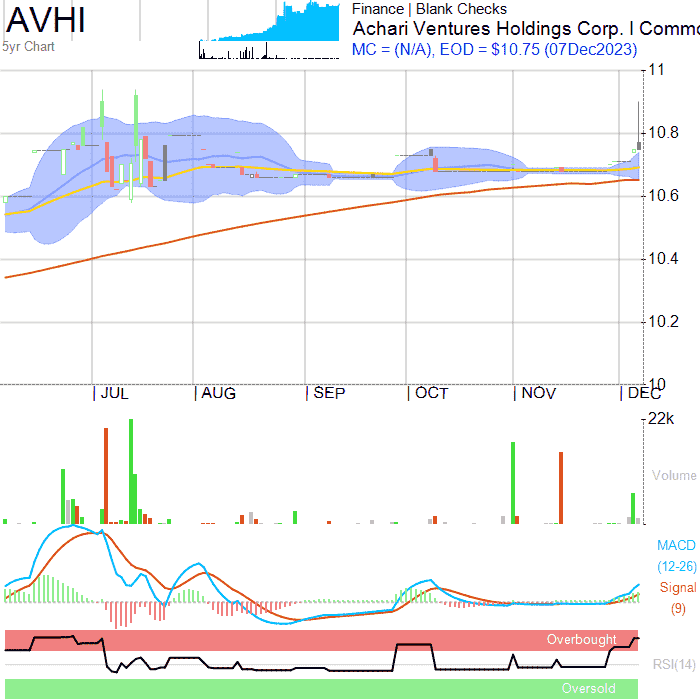 AVHI
5yr Chart
Finance | Blank Checks
Achari Ventures Holdings Corp. I Commo
MC = (N/A), EOD = $10.75 (07Dec2023)
11
10.8
10.6
10.4
10.2
10
JUL AUG SEP OCT NOV DEC
22k
Volume
MACD
(12-26)
Signal
(9)
Overbought
RSI(14)
Oversold